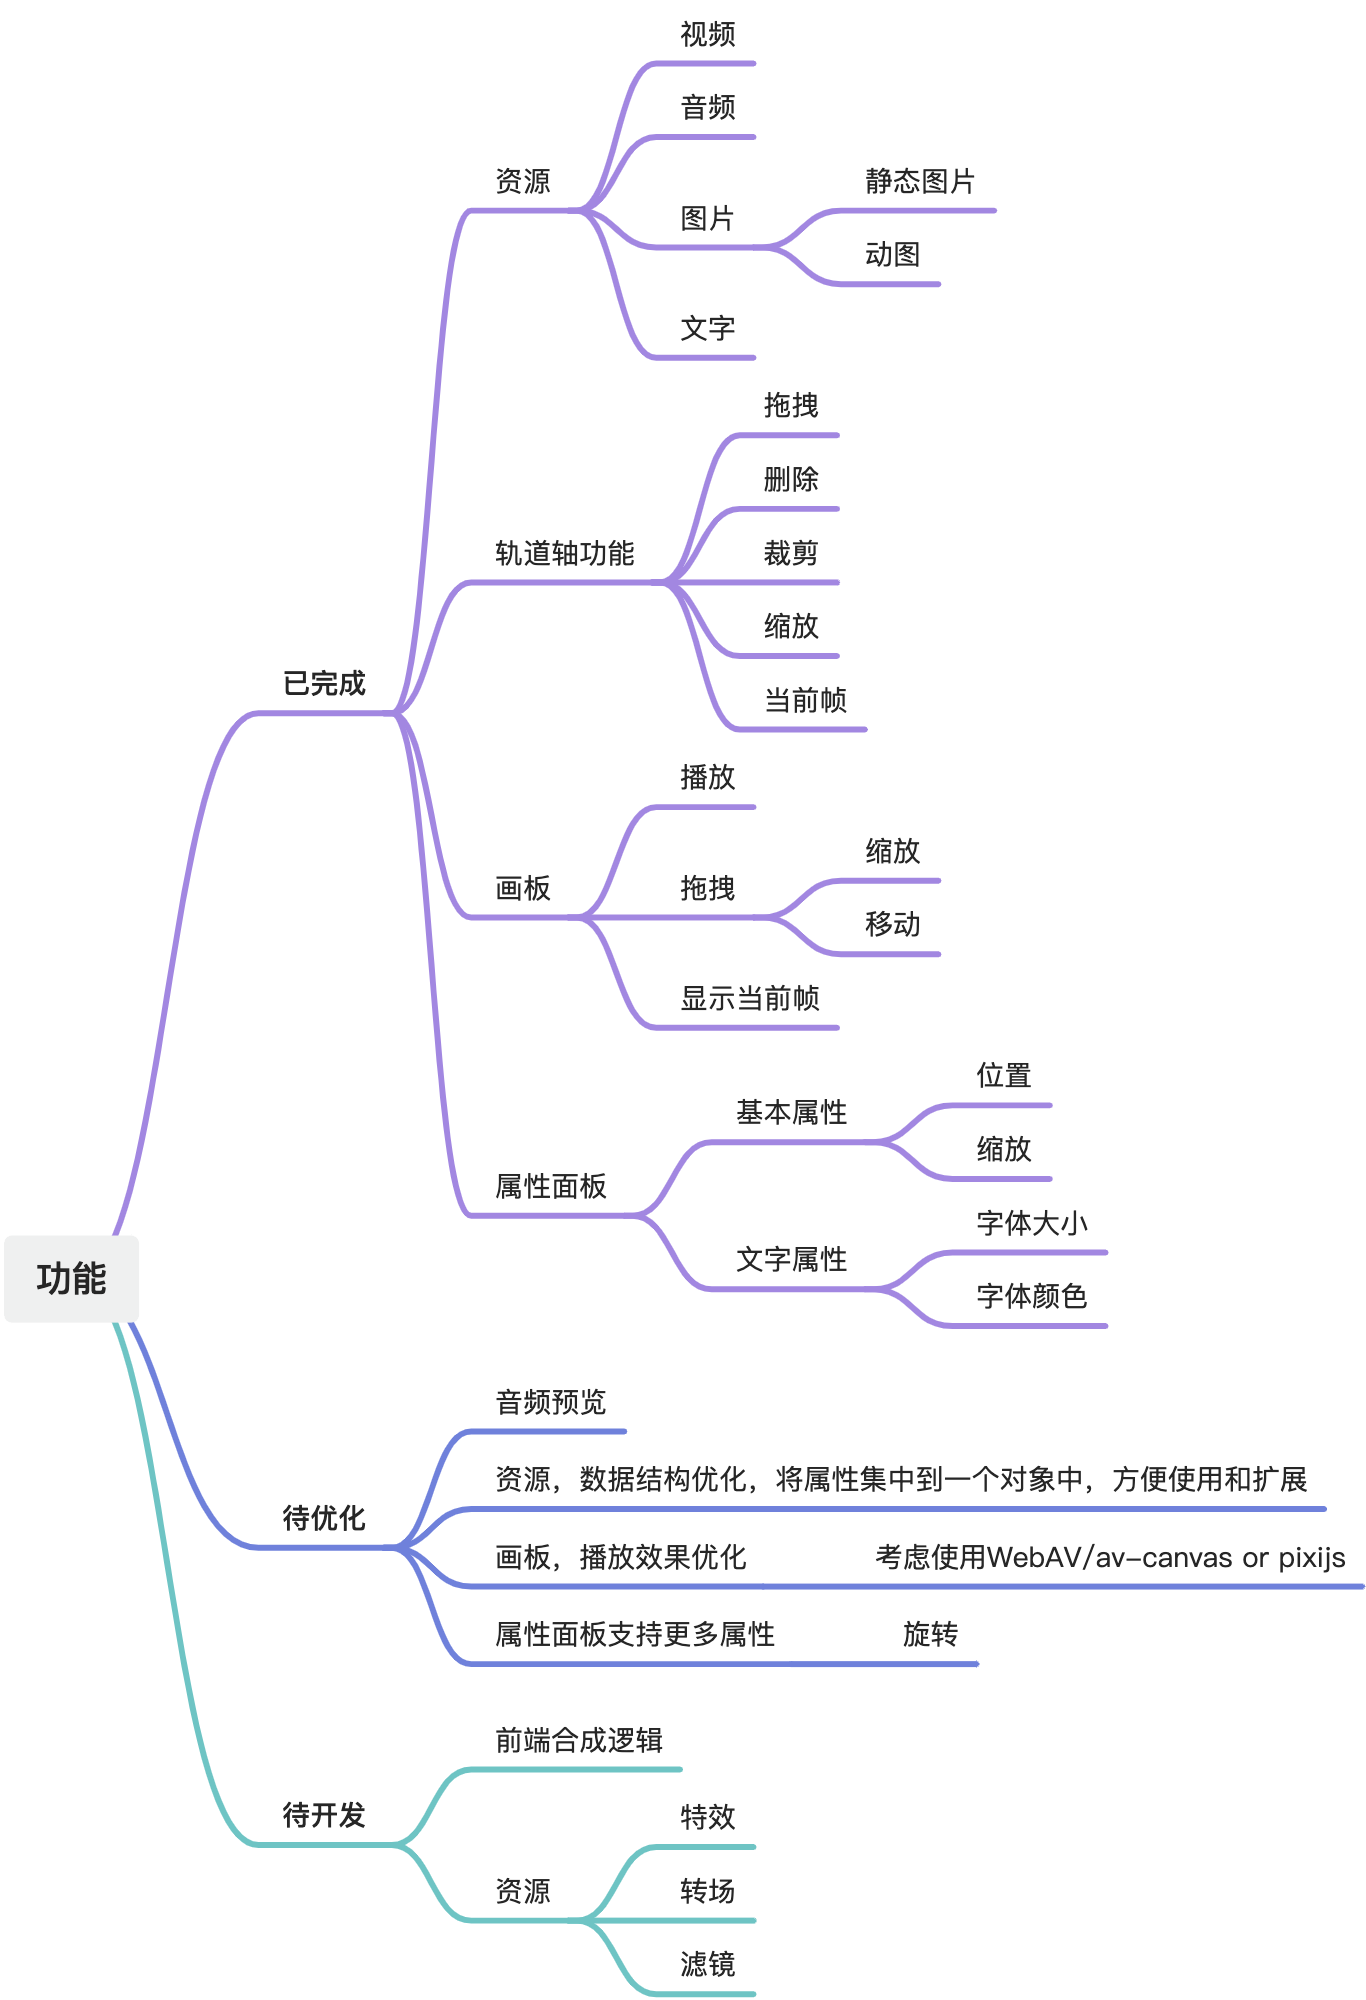 视频
音频
资源
静态图片
图片
动图
文字
拖拽
删除
轨道轴功能
裁剪
缩放
已完成
当前帧
播放
缩放
画板
拖拽
移动
显示当前帧
位置
基本属性
缩放
属性面板
字体大小
文字属性
字体颜色
功能
音频预览
资源，数据结构优化，将属性集中到一个对象中，方便使用和扩展
待优化
画板，播放效果优化
考虑使用WebAV/av-canvas or pixijs
属性面板支持更多属性
旋转
前端合成逻辑
待开发
特效
资源
转场
滤镜